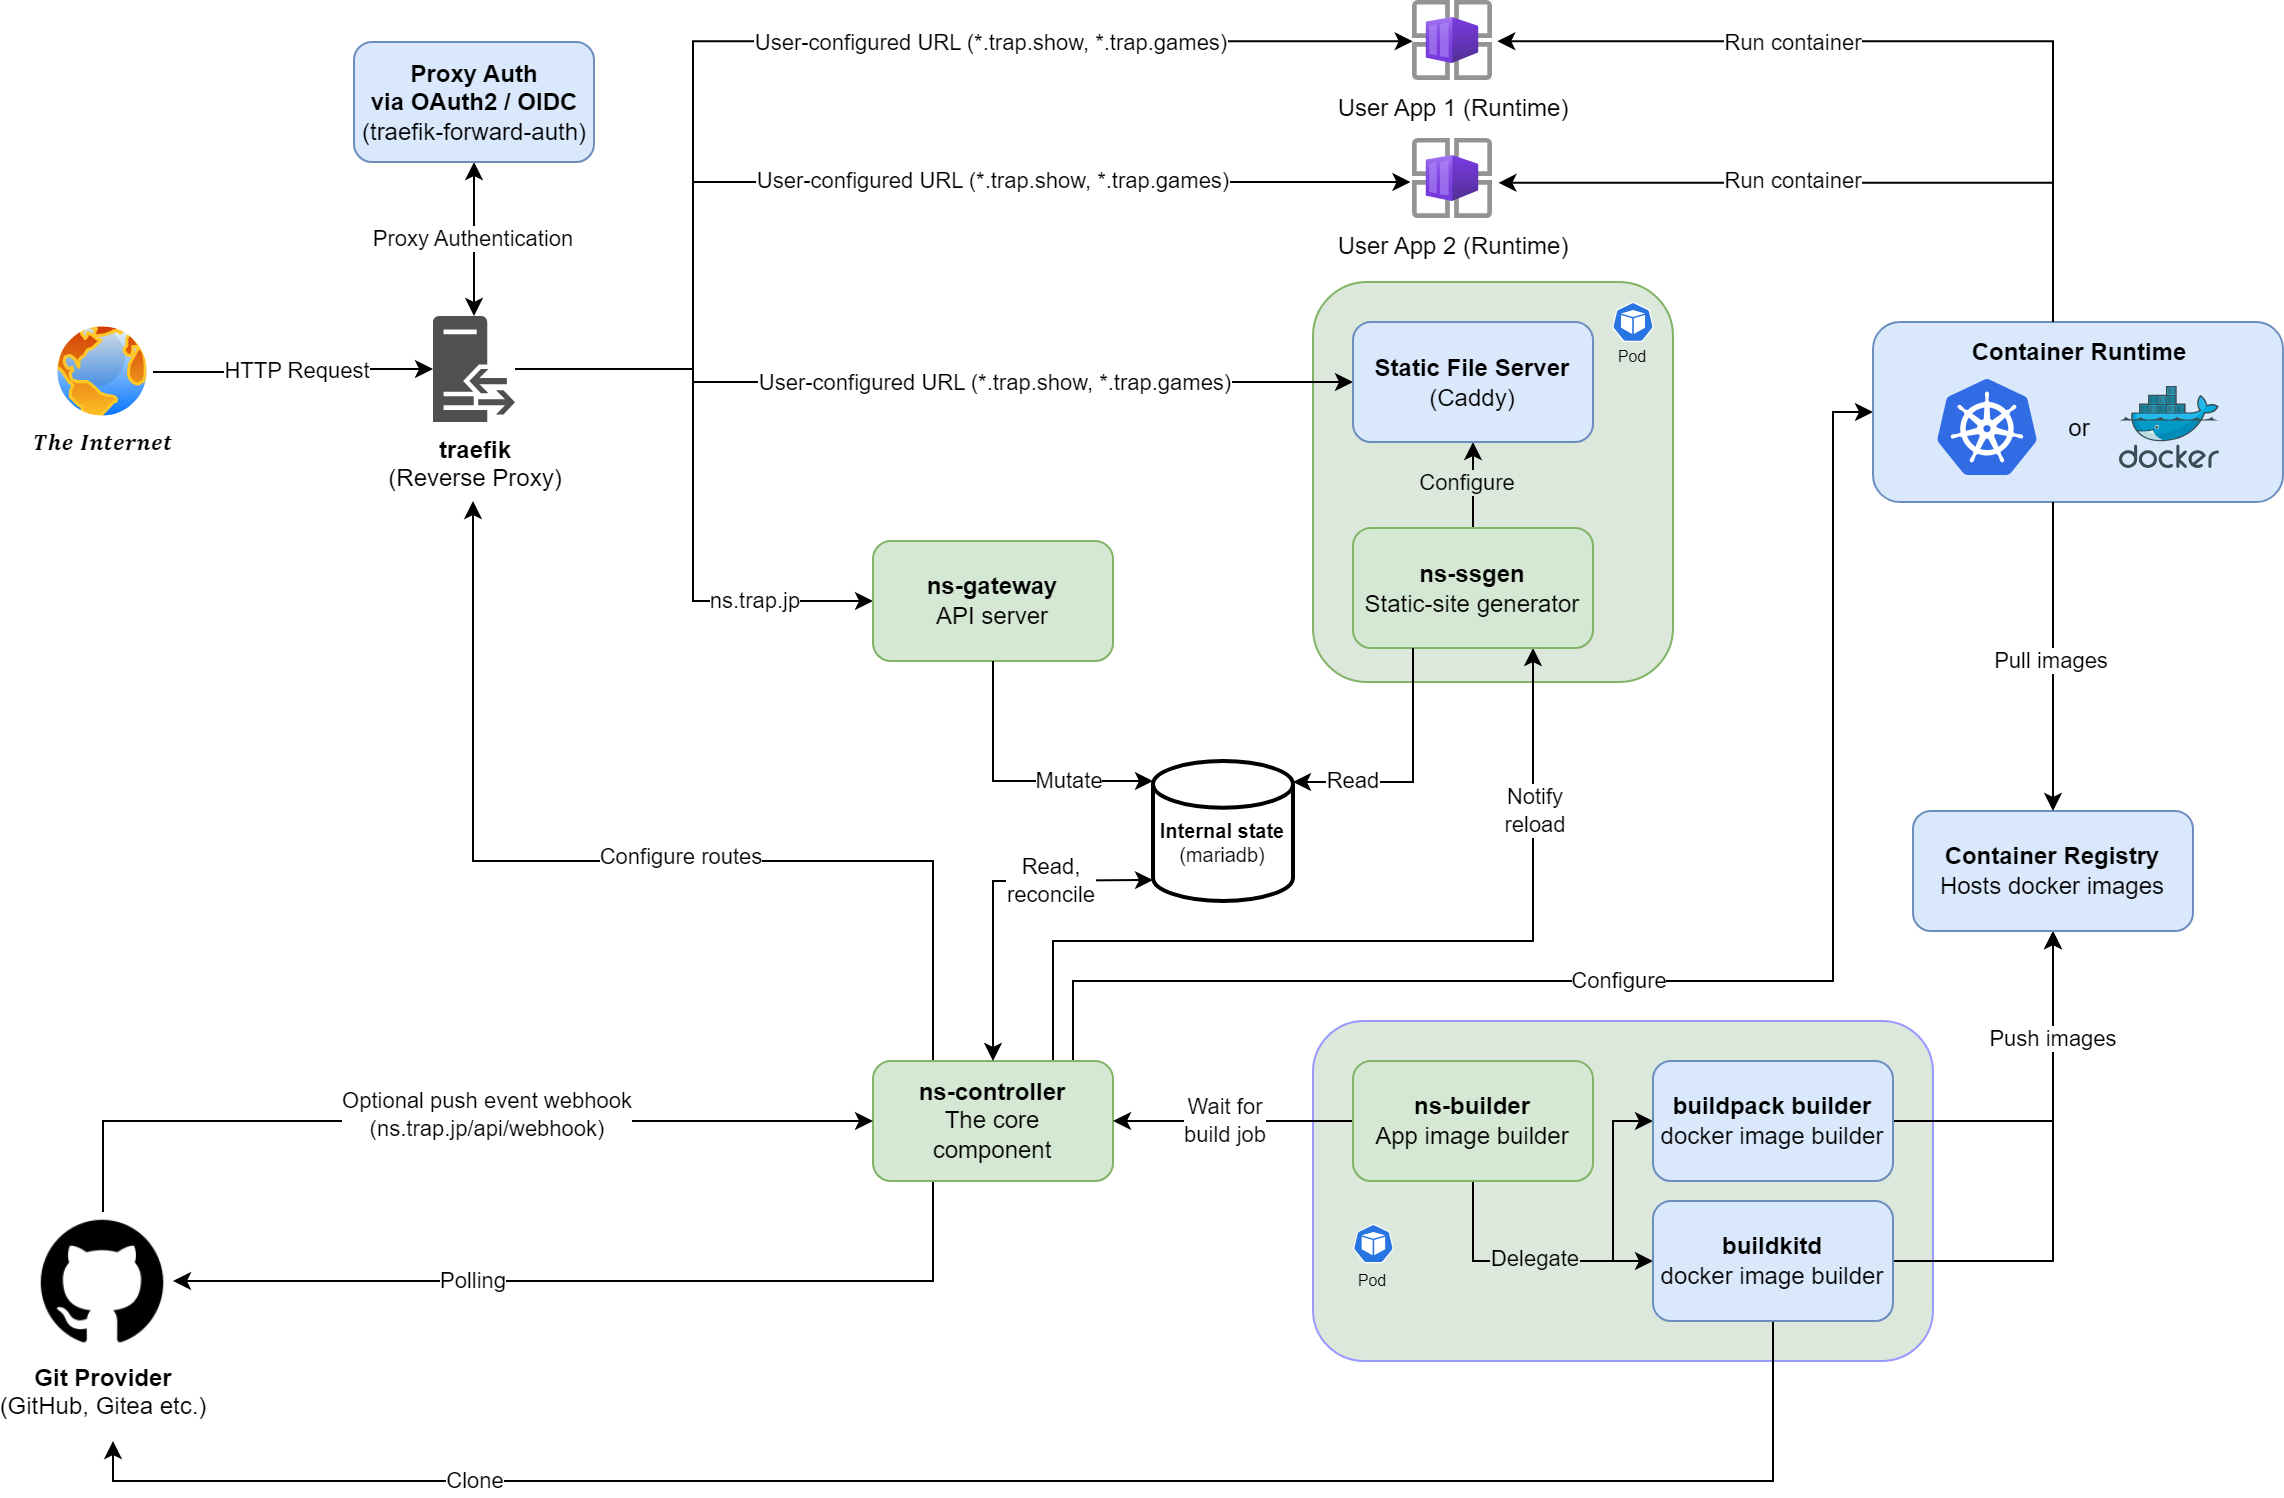 User-configured URL (*.trap.show, *.trap.games)
Run container
Proxy Auth
via OAuth2 / OIDC
(traefik-forward-auth)
User App 1 (Runtime)
User-configured URL (*.trap.show, *.trap.games)
Run container
Proxy Authentication
User App 2 (Runtime)
The Internet
HTTP Request
traefik
(Reverse Proxy)
User-configured URL (*.trap.show, *.trap.games)
Static File Server
(Caddy)
Pod
Container Runtime
or
docker
Configure
ns.trap.jp
ns-gateway
API server
ns-ssgen
Static-site generator
Pull images
Mutate
Read
Notify
reload
Internal state
(mariadb)
Configure routes
Read,
reconcile
Container Registry
Hosts docker images
Configure
Push images
Optional push event webhook
(ns.trap.jp/api/webhook)
ns-controller
The core
component
Wait for
build job
ns-builder
App image builder
buildpack builder
docker image builder
Pod
Delegate
buildkitd
docker image builder
Polling
Git Provider
(GitHub, Gitea etc.)
Clone